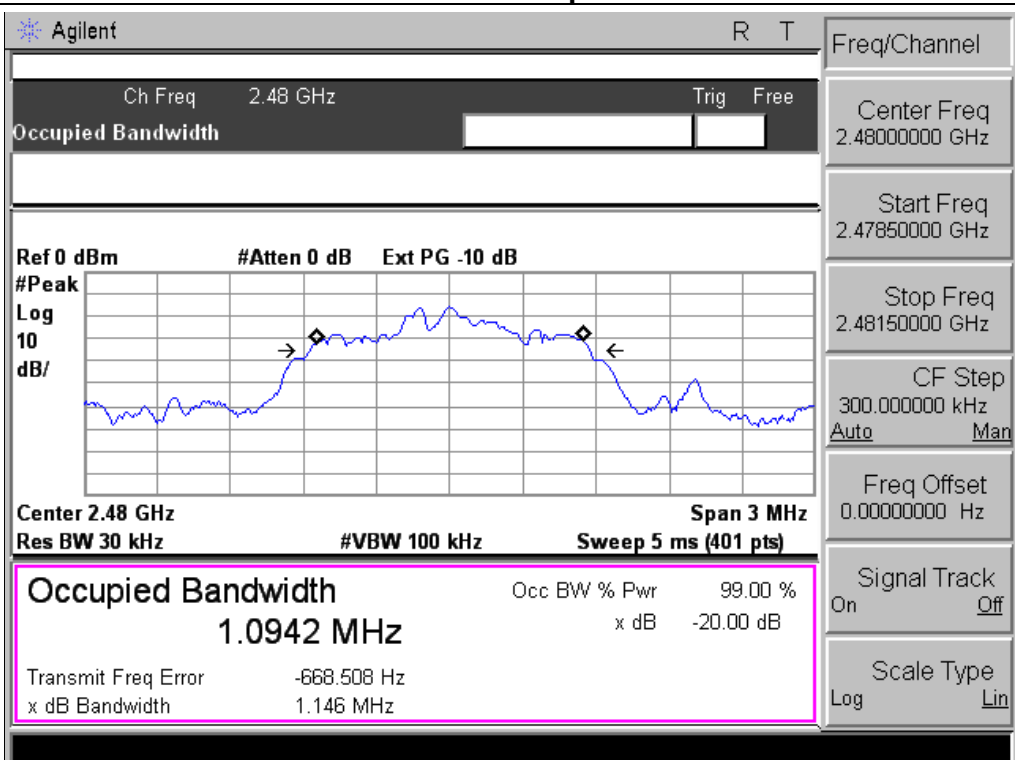 Agilent
R T
Ch Freq 2.48 GHz Trig Free
Occupied Bandwidth
Ref 0 dBm #Atten 0 dB Ext PG -10 dB
#Peak
Log
10
dB/
Center 2.48 GHz Span 3 MHz
Res BW 30 kHz #VBW 100 kHz Sweep 5 ms (401 pts)
Occupied Bandwidth
1.0942 MHz
Occ BW % Pwr 99.00 %
x dB -20.00 dB
Transmit Freq Error -668.508 Hz
x dB Bandwidth 1.146 MHz
Freq/Channel
Center Freq
2.48000000 GHz
Start Freq
2.47850000 GHz
Stop Freq
2.48150000 GHz
CF Step
300.000000 kHz
Auto Man
Freq Offset
0.00000000 Hz
Signal Track
On Off
Scale Type
Log Lin